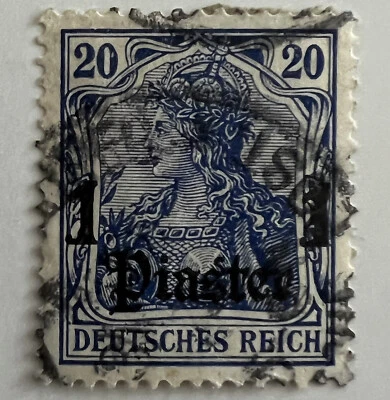 20 20
1 1
Piaster
DEUTSCHES REICH